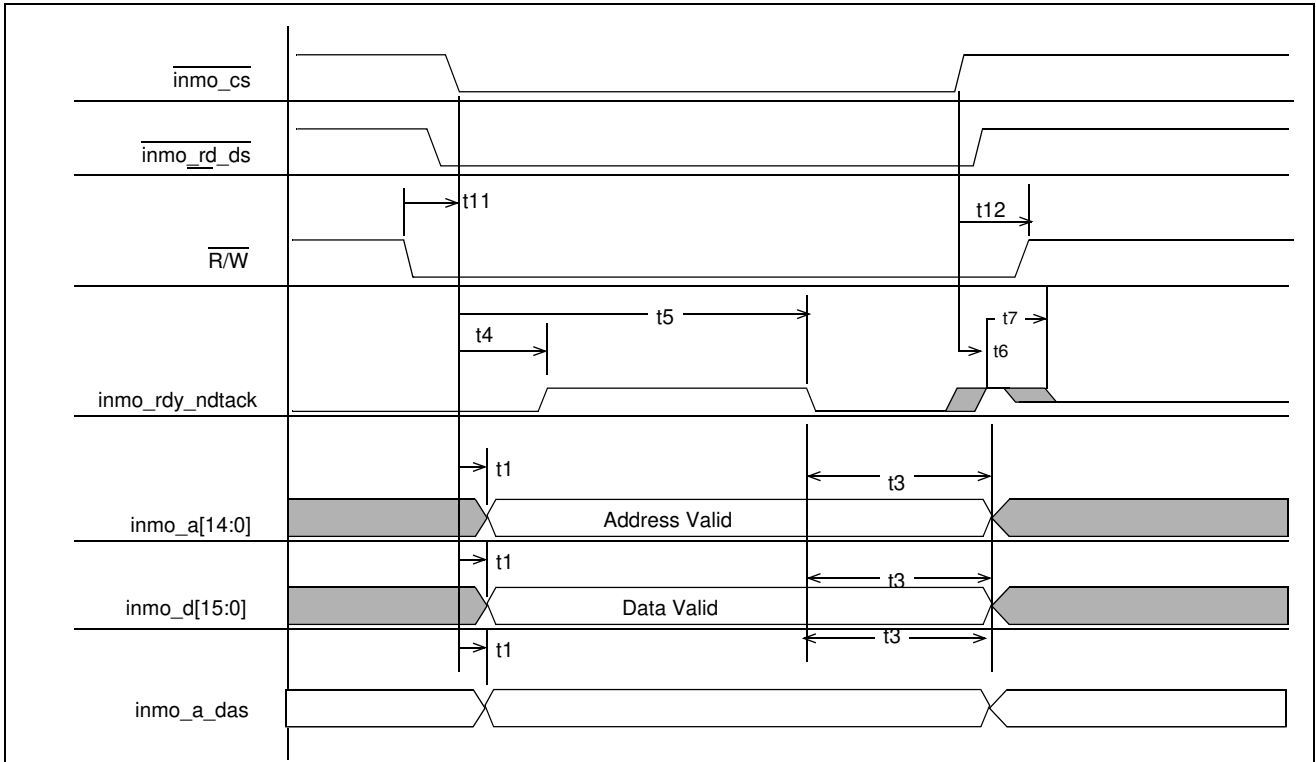 inmo_cs
inmo_rd_ds
t11
t12
R/W
t5
t7
t4
t6
inmo_rdy_ndtack
t1
t3
inmo_a[14:0]
Address Valid
t1
t3
inmo_d[15:0]
Data Valid
t1
t3
inmo_a_das